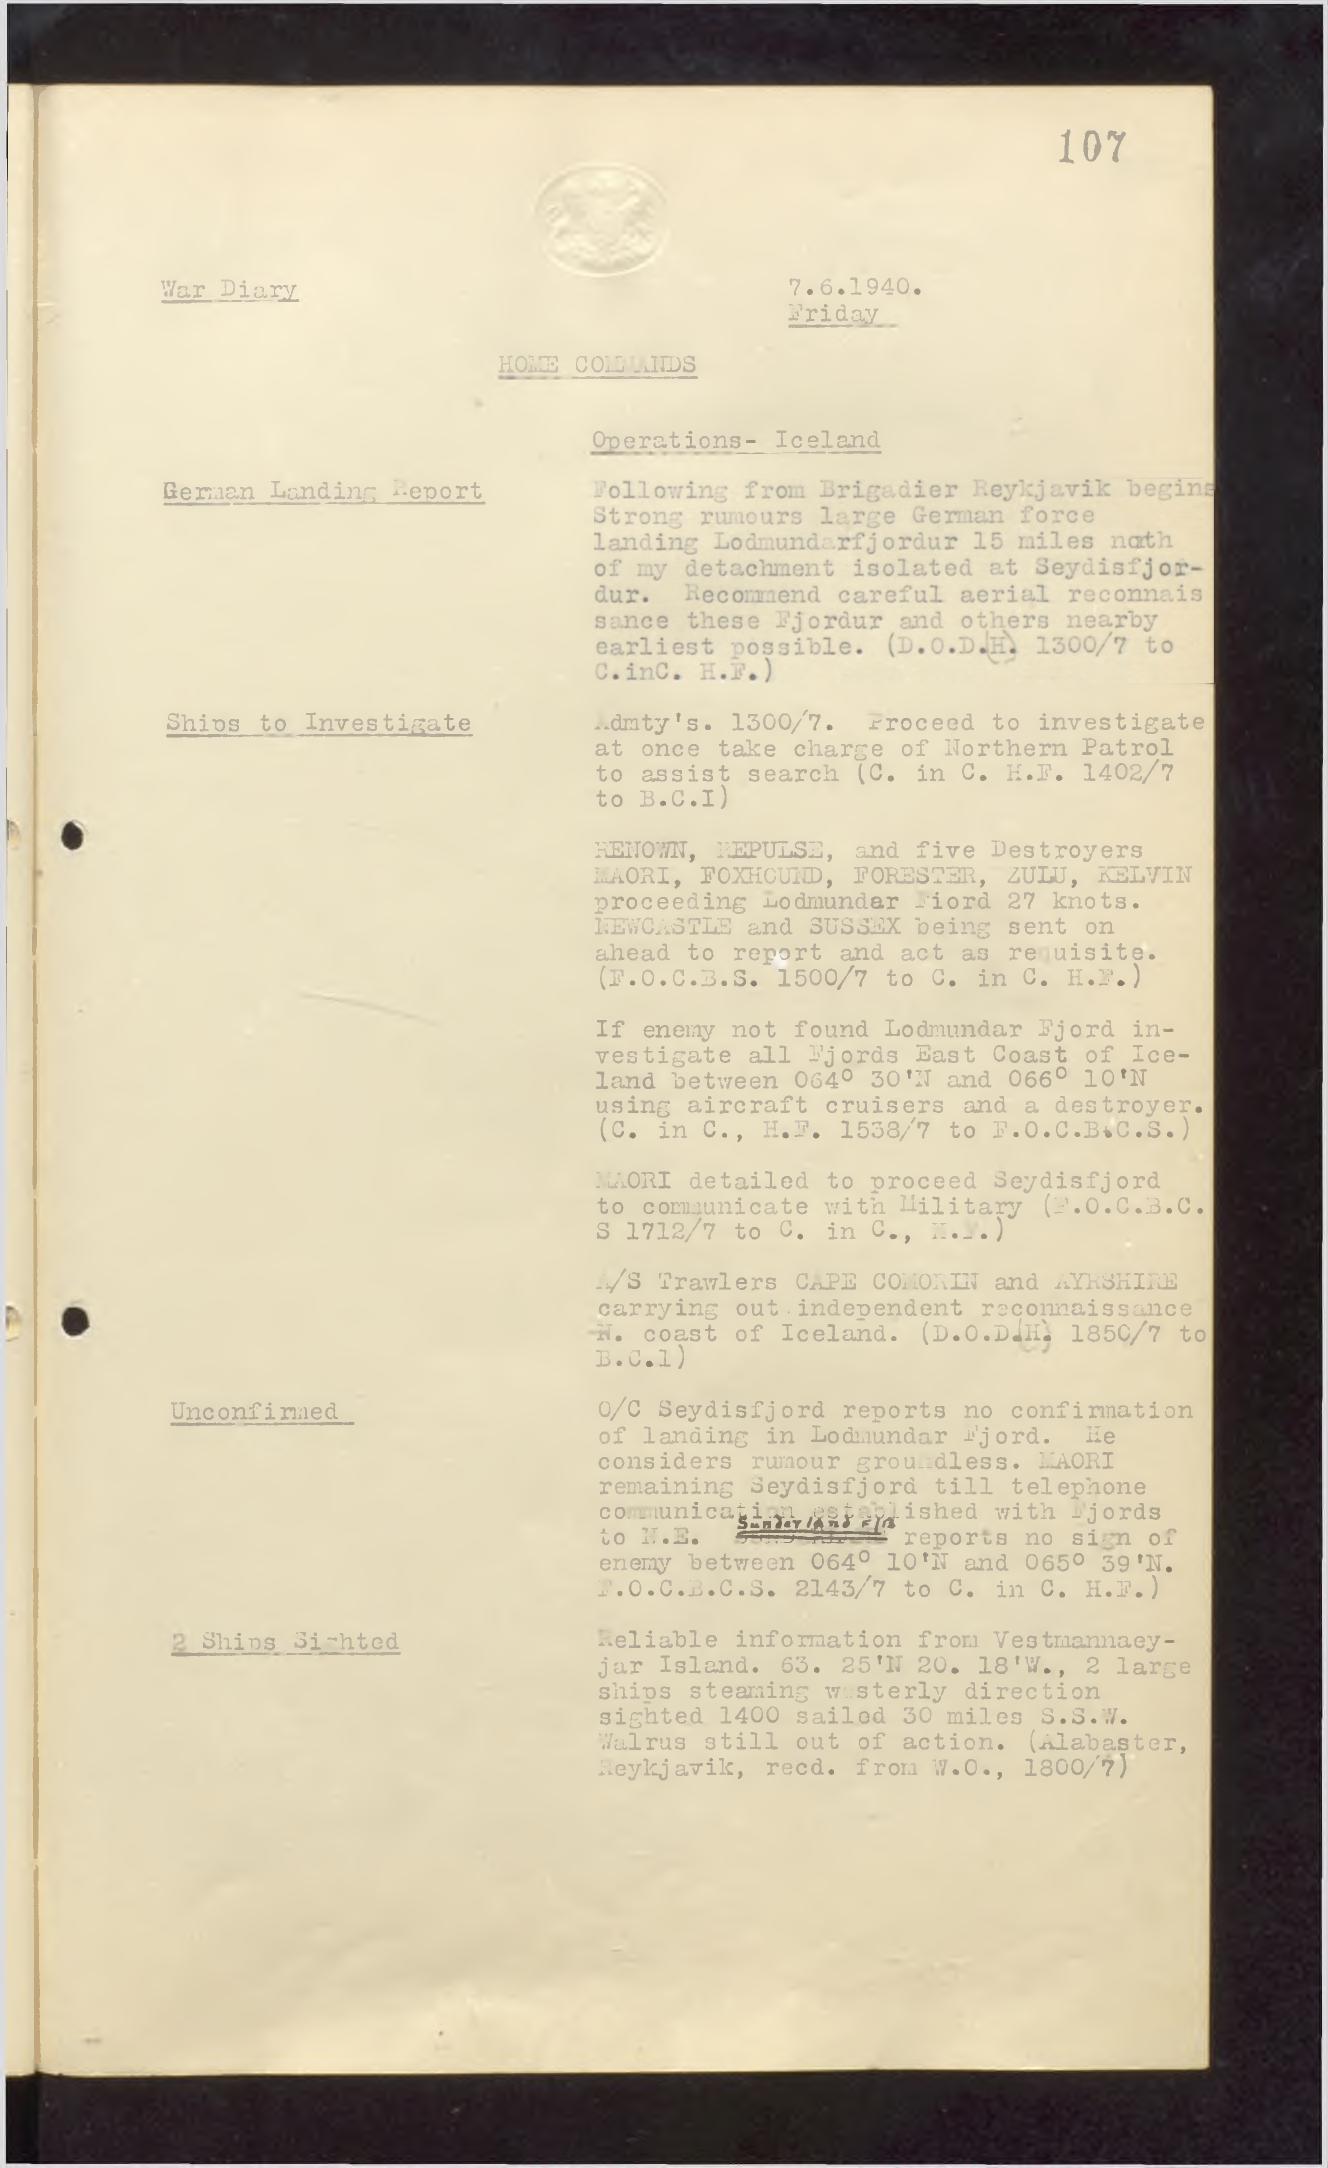 107
War Diary
7.6.1940.
Friday
HOME COMMANDS
Operations- Iceland
German Landing Report
Following from Brigadier Reykjavik begins
Strong rumours large German force
landing Lodmundarfjordur 15 miles noth
of my detachment isolated at Seydisfjor-
dur.  Recommend careful aerial reconnais
sance these Fjordur and others nearby
earliest possible. (D.O.D.(H). 1300/7 to
C.inC. H.F.)
Ships to Investigate
Admty's. 1300/7.  Proceed to investigate
at once take charge of Northern Patrol
to assist search (C. in C. H.F. 1402/7
to B.C.I)
RENOWN, REPULSE, and five Destroyers
MAORI, FOXHOUND, FORESTER, ZULU, KELVIN
proceeding Lodmundar Fiord 27 knots.
NEWCASTLE and SUSSEX being sent on
ahead to report and act as requisite.
(F.O.C.B.S. 1500/7 to C. in C. H.F.)
If enemy not found Lodmundar Fjord in-
vestigate all Fjords East Coast of Ice-
land between 064° 30'N and 066° 10'N
using aircraft cruisers and a destroyer.
(C. in C., H.F. 1538/7 to F.O.C.B.C.S.)
MAORI detailed to proceed Seydisfjord
to communicate with Military (F.O.C.B.C.
S 1712/7 to C. in C., H.F.)
A/S Trawlers CAPE COMORIN and AYRSHIRE
carrying out independent reconnaissance
N. coast of Iceland. (D.O.D.(H). 1850/7 to
B.C.1)
Unconfirmed
O/C Seydisfjord reports no confirmation
of landing in Lodmundar Fjord.  He
considers rumour groundless. MAORI
remaining Seydisfjord till telephone
communication established with Fjords
Sunderland F/B
to N.E. reports no sign of
enemy between 064° 10'N and 065° 39'N.
F.O.C.B.C.S. 2143/7 to C. in C. H.F.)
2 Ships Sighted
Reliable information from Vestmannaey-
jar Island. 63. 25'N 20. 18'W., 2 large
ships steaming westerly direction
sighted 1400 sailed 30 miles S.S.W.
Walrus still out of action. (Alabaster,
Reykjavik, recd. from W.O., 1800/7)